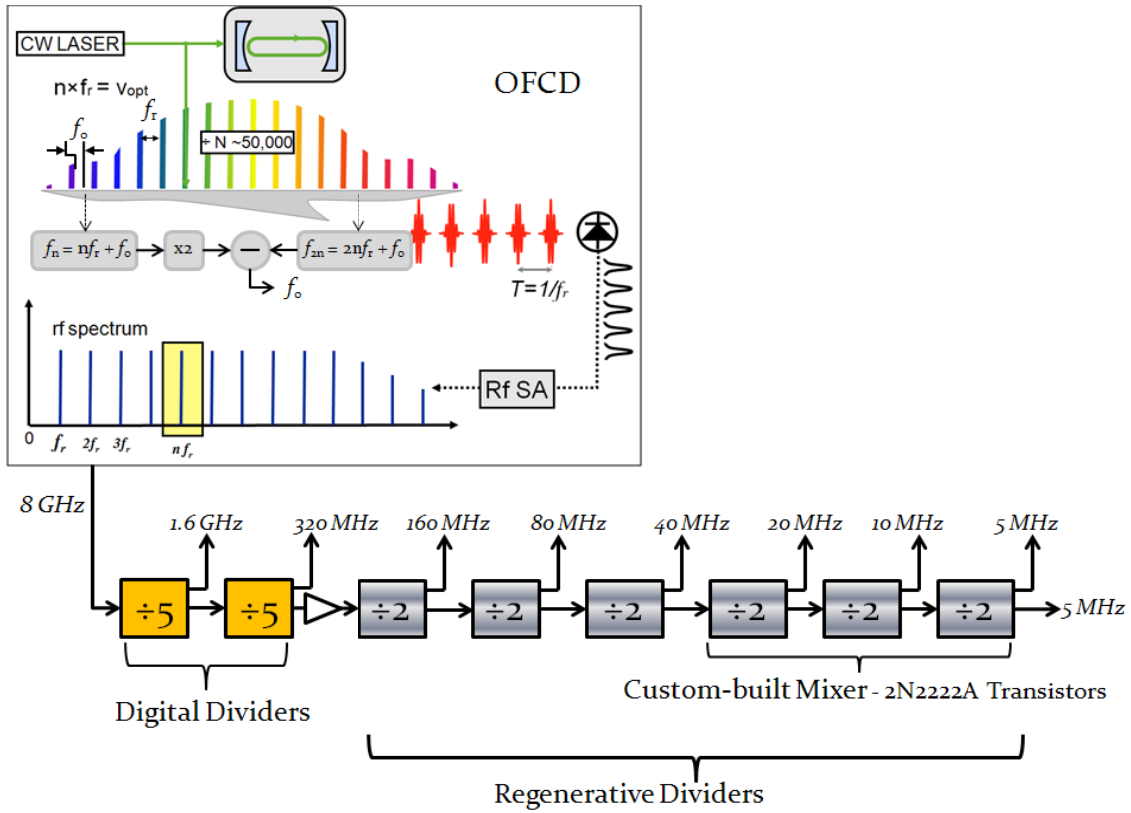 CW LASER
OFCD
n×fᵣ = νopt
fₒ
fᵣ
÷ N ~50,000
fₙ = nfᵣ + fₒ
x2
−
f₂ₙ = 2nfᵣ + fₒ
fₒ
T=1/fᵣ
rf spectrum
Rf SA
0
fᵣ
2fᵣ
3fᵣ
nfᵣ
8 GHz
1.6 GHz
320 MHz
160 MHz
80 MHz
40 MHz
20 MHz
10 MHz
5 MHz
÷5
÷5
÷2
÷2
÷2
÷2
÷2
÷2
5 MHz
Digital Dividers
Custom-built Mixer - 2N2222A Transistors
Regenerative Dividers